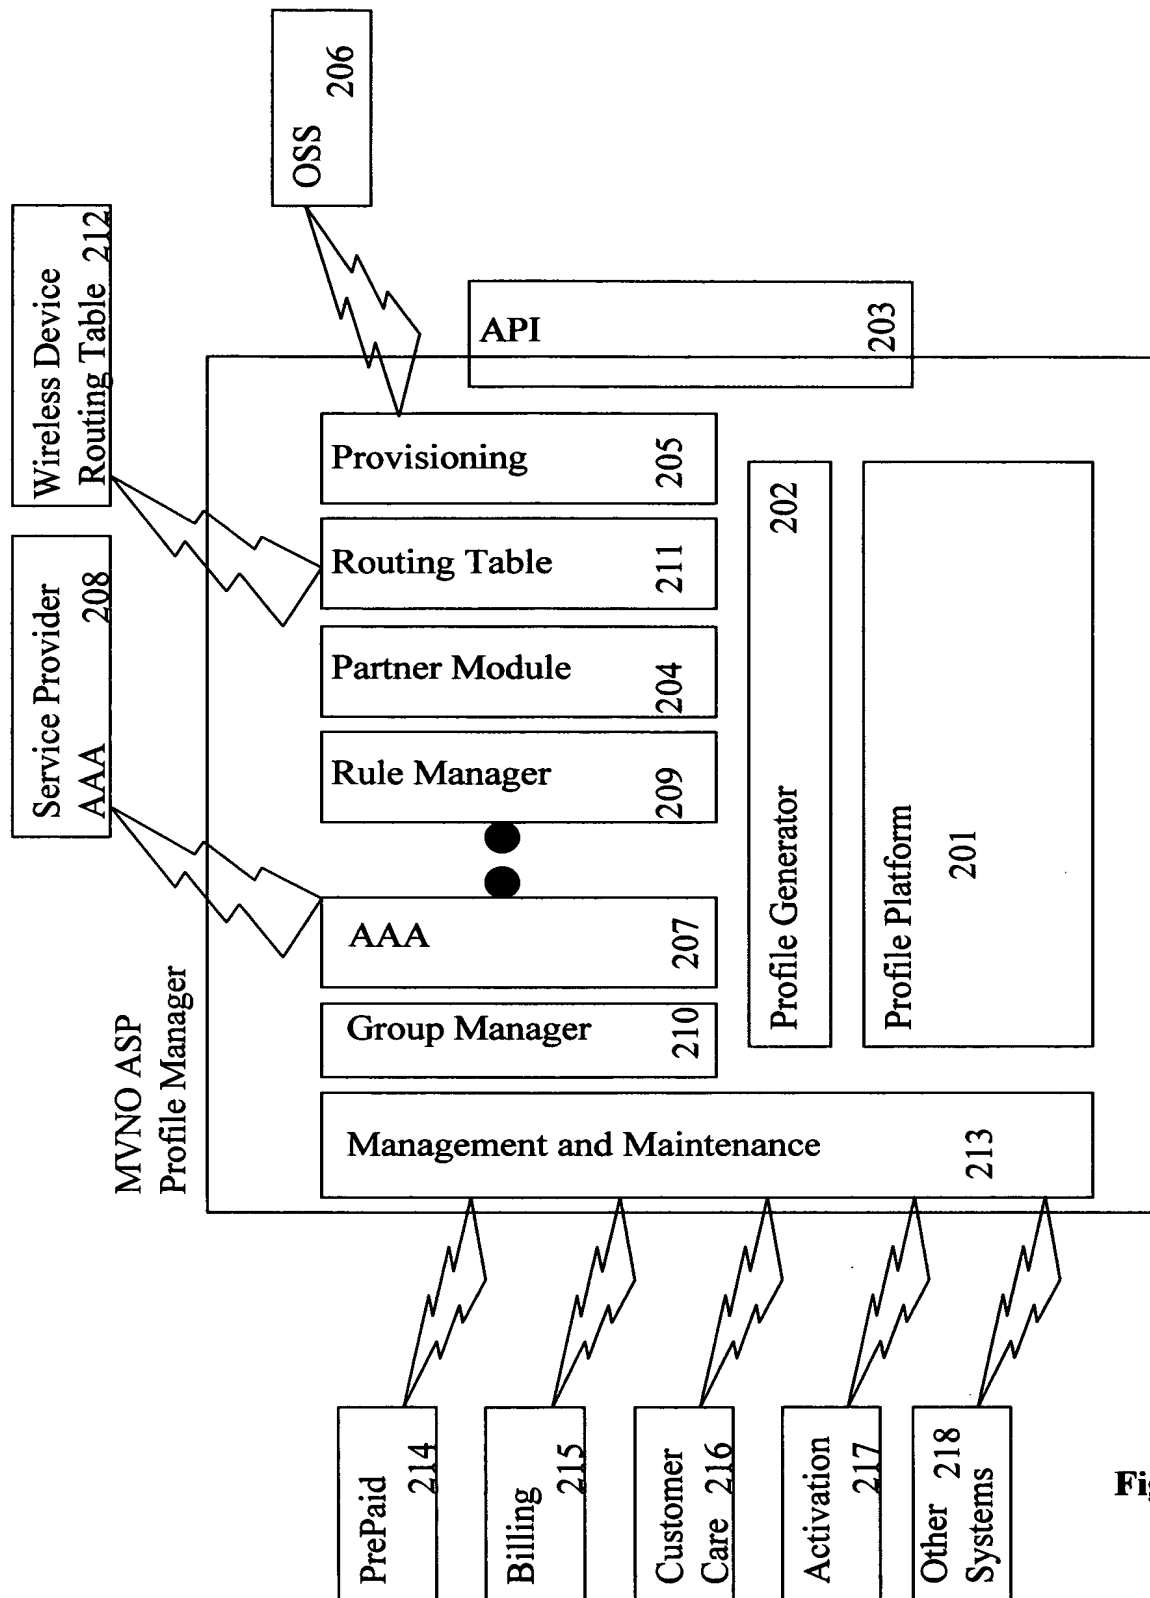 OSS
206
Wireless Device
Routing Table 212
Service Provider
AAA 208
MVNO ASP
Profile Manager
API
203
Provisioning
205
Routing Table
211
Partner Module
204
Rule Manager
209
AAA
207
Group Manager
210
Management and Maintenance
213
Profile Generator 202
Profile Platform
201
PrePaid
214
Billing
215
Customer
Care 216
Activation
217
Other 218
Systems